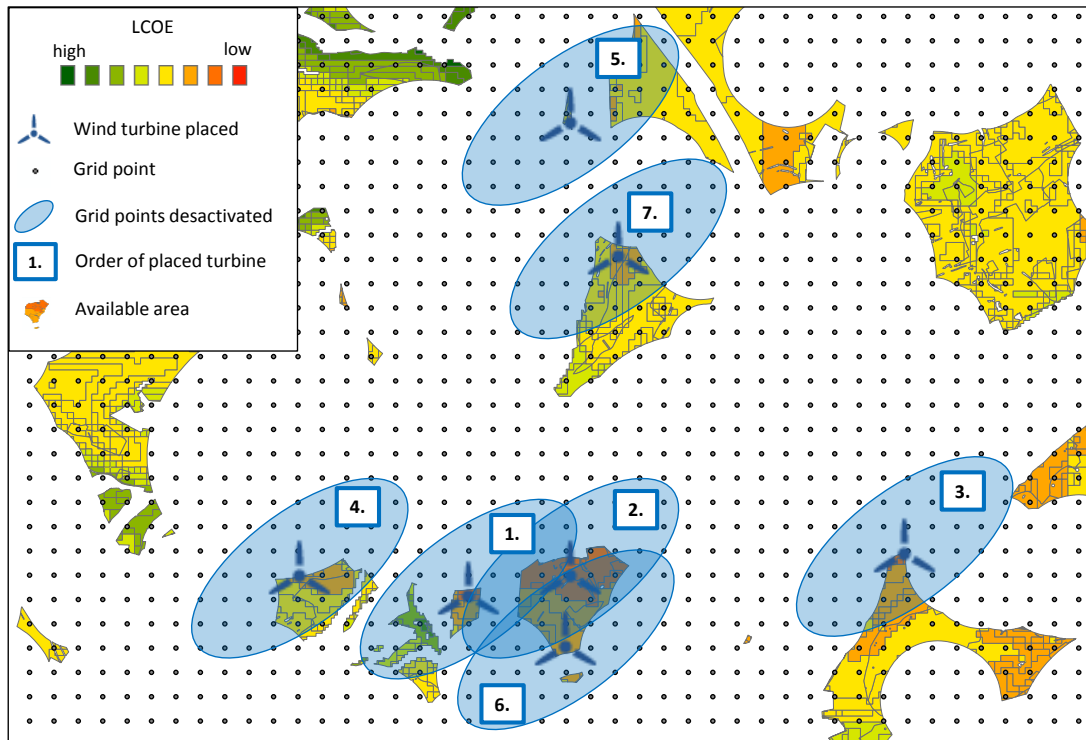 LCOE
high low
Wind turbine placed
Grid point
Grid points desactivated
1. Order of placed turbine
Available area
5.
7.
4.
1.
2.
3.
6.